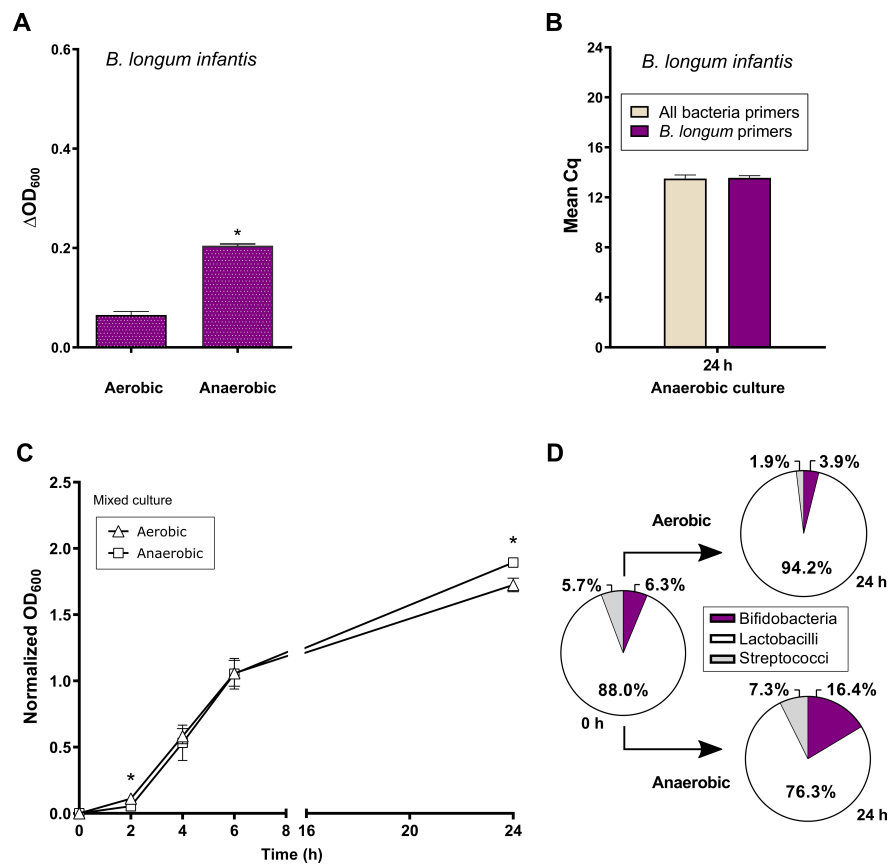 A
B. longum infantis
ΔOD600
0.6
0.4
0.2
0.0
*
Aerobic
Anaerobic
B
B. longum infantis
All bacteria primers
B. longum primers
Mean Cq
24
20
16
12
8
4
0
24 h
Anaerobic culture
C
Mixed culture
Aerobic
Anaerobic
Normalized OD600
2.5
2.0
1.5
1.0
0.5
0.0
*
*
0 2 4 6 8 16 20 24
Time (h)
D
1.9% 3.9%
Aerobic
94.2%
24 h
5.7% 6.3%
88.0%
0 h
Bifidobacteria
Lactobacilli
Streptococci
7.3% 16.4%
Anaerobic
76.3%
24 h